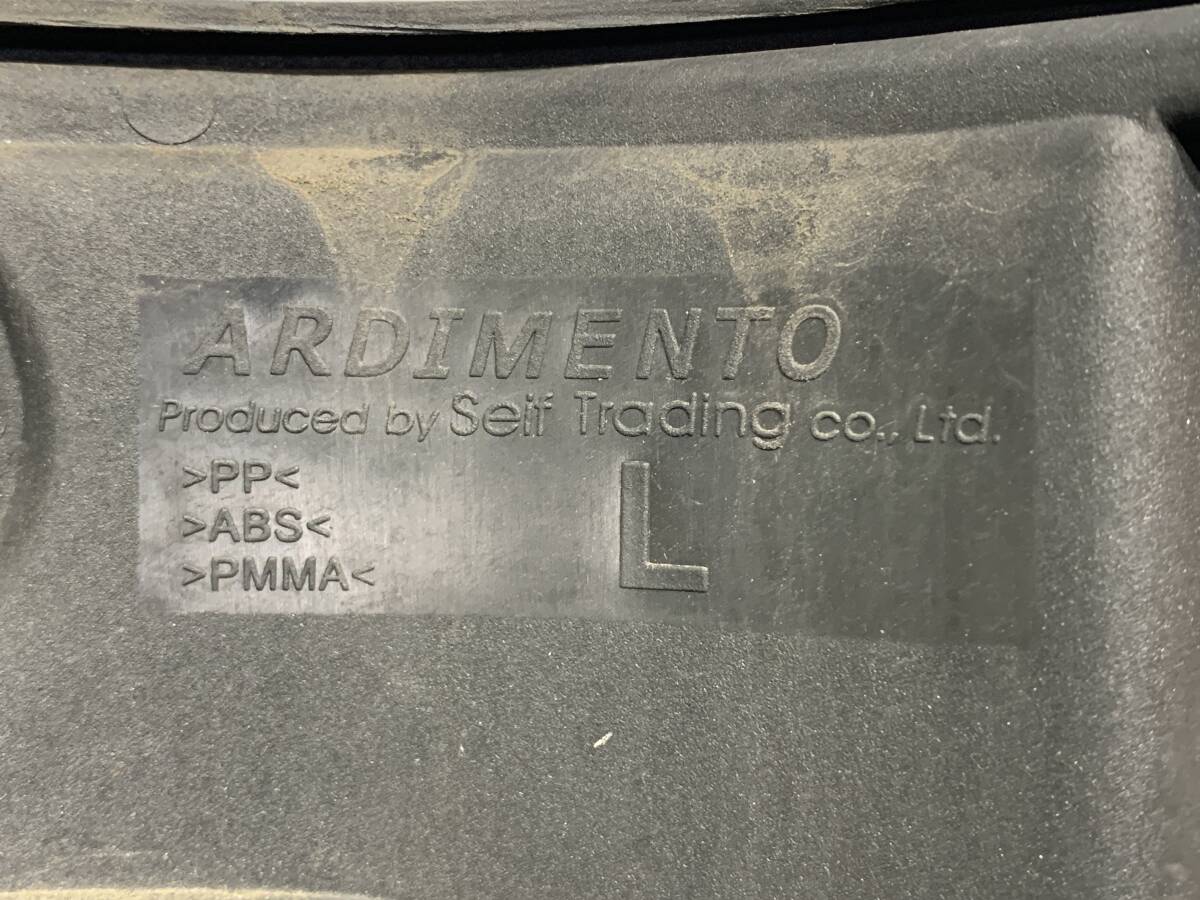 ARDIMENTO
Produced by Seif Trading co., Ltd.
>PP<
>ABS<
>PMMA<
L